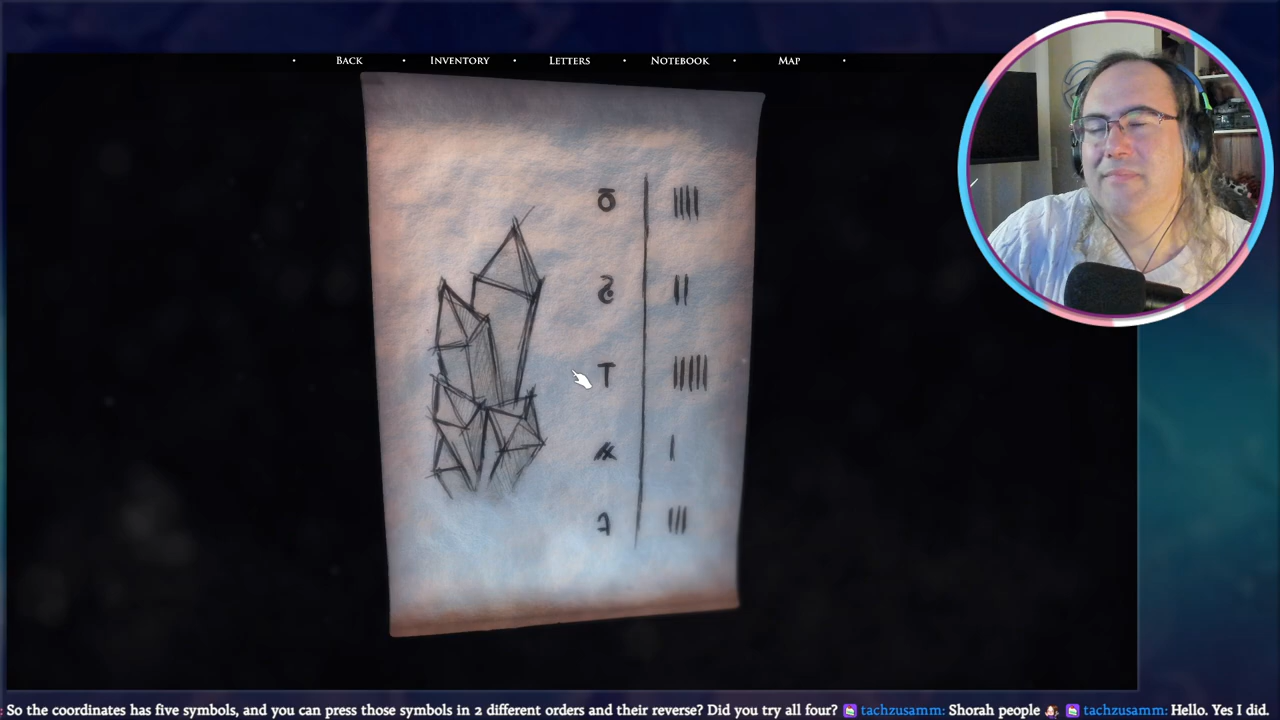 BACK
INVENTORY
LETTERS
NOTEBOOK
MAP
So the coordinates has five symbols, and you can press those symbols in 2 different orders and their reverse? Did you try all four? tachzusamm: Shorah people tachzusamm: Hello. Yes I did.